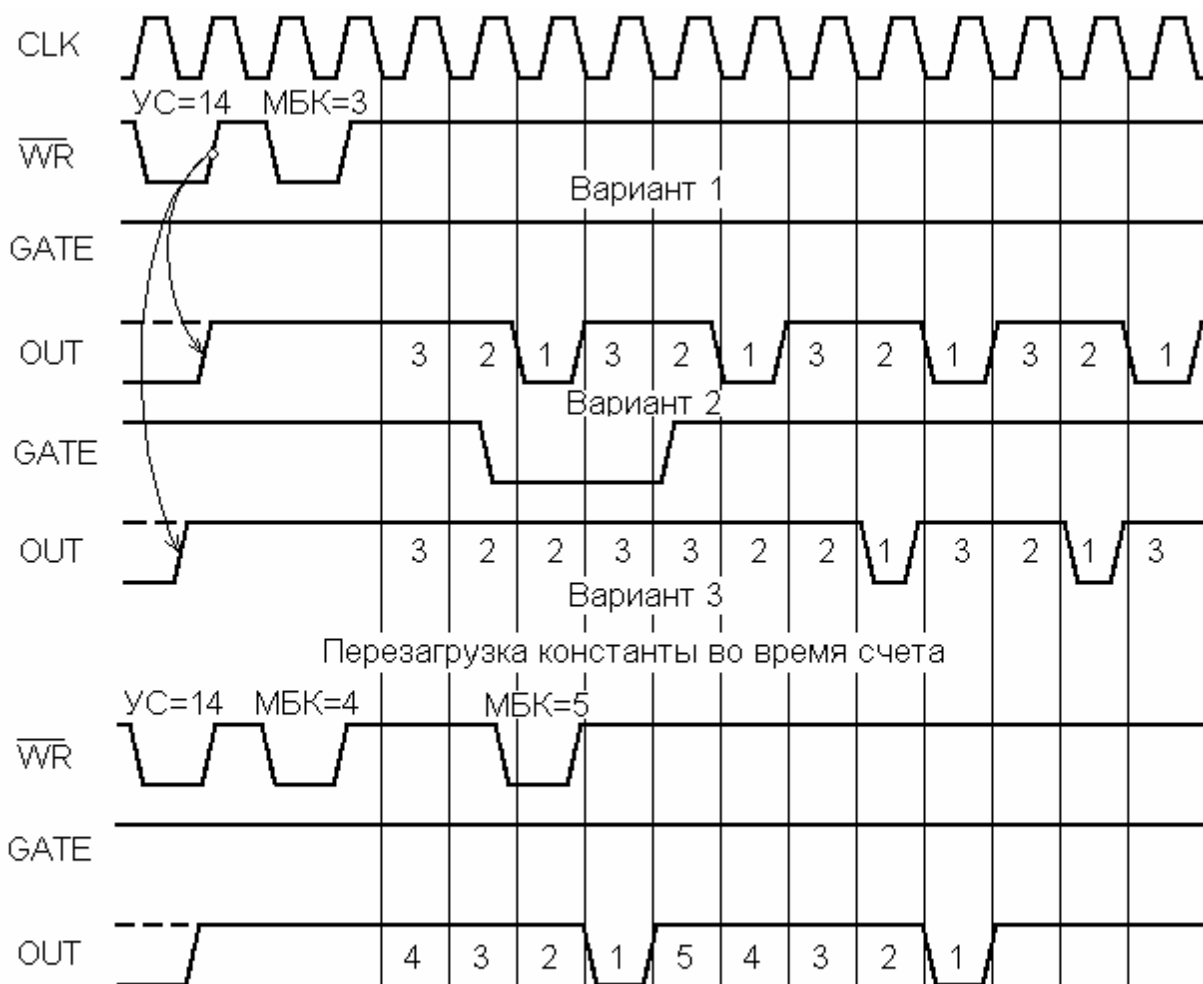 CLK
УС=14 МБК=3
WR
Вариант 1
GATE
OUT 3 2 1 3 2 1 3 2 1 3 2 1
Вариант 2
GATE
OUT 3 2 2 3 3 2 2 1 3 2 1 3
Вариант 3
Перезагрузка константы во время счета
УС=14 МБК=4 МБК=5
WR
GATE
OUT 4 3 2 1 5 4 3 2 1